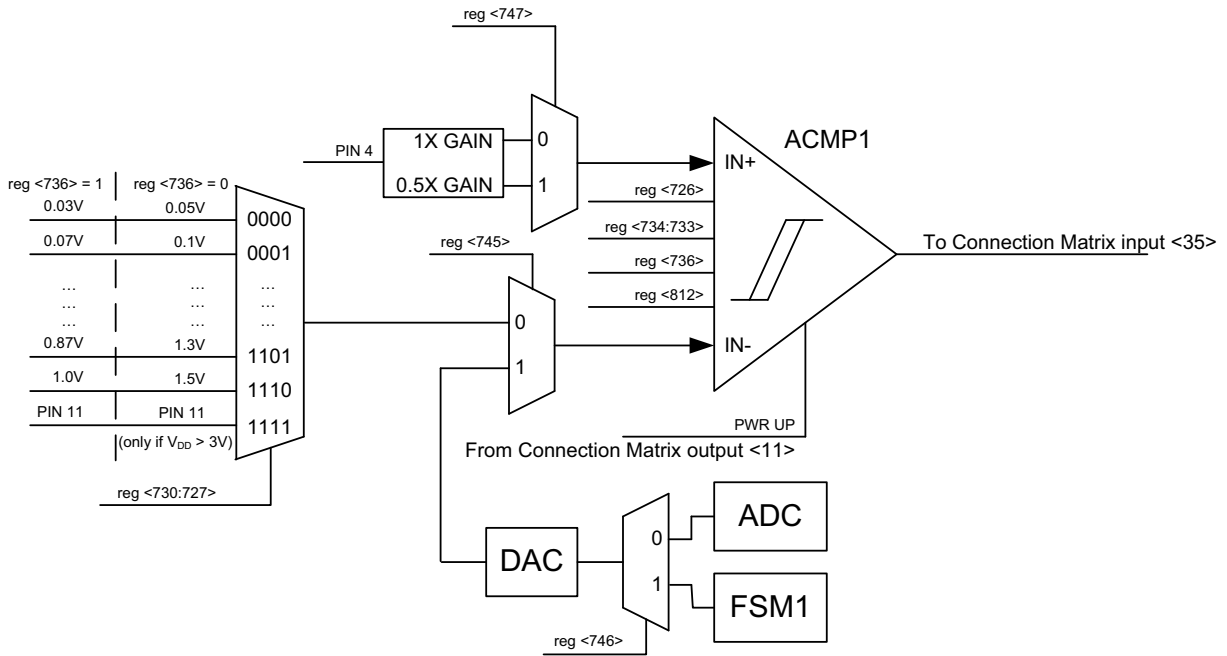 reg <747>
PIN 4
1X GAIN
0.5X GAIN
0
1
ACMP1
IN+
reg <726>
reg <734:733>
reg <736>
reg <812>
IN-
To Connection Matrix input <35>
reg <736> = 1 reg <736> = 0
0.03V 0.05V 0000
0.07V 0.1V 0001
... ... ...
... ... ...
... ... ...
0.87V 1.3V 1101
1.0V 1.5V 1110
PIN 11 PIN 11 1111
(only if VDD > 3V)
reg <730:727>
reg <745>
0
1
PWR UP
From Connection Matrix output <11>
DAC
0
1
ADC
FSM1
reg <746>